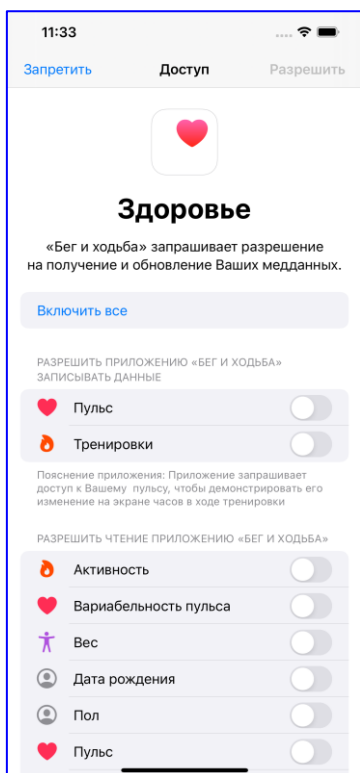 11:33
Запретить Доступ Разрешить
Здоровье
«Бег и ходьба» запрашивает разрешение
на получение и обновление Ваших медданных.
Включить все
РАЗРЕШИТЬ ПРИЛОЖЕНИЮ «БЕГ И ХОДЬБА»
ЗАПИСЫВАТЬ ДАННЫЕ
Пульс
Тренировки
Пояснение приложения: Приложение запрашивает
доступ к Вашему пульсу, чтобы демонстрировать его
изменение на экране часов в ходе тренировки
РАЗРЕШИТЬ ЧТЕНИЕ ПРИЛОЖЕНИЮ «БЕГ И ХОДЬБА»
Активность
Вариабельность пульса
Вес
Дата рождения
Пол
Пульс